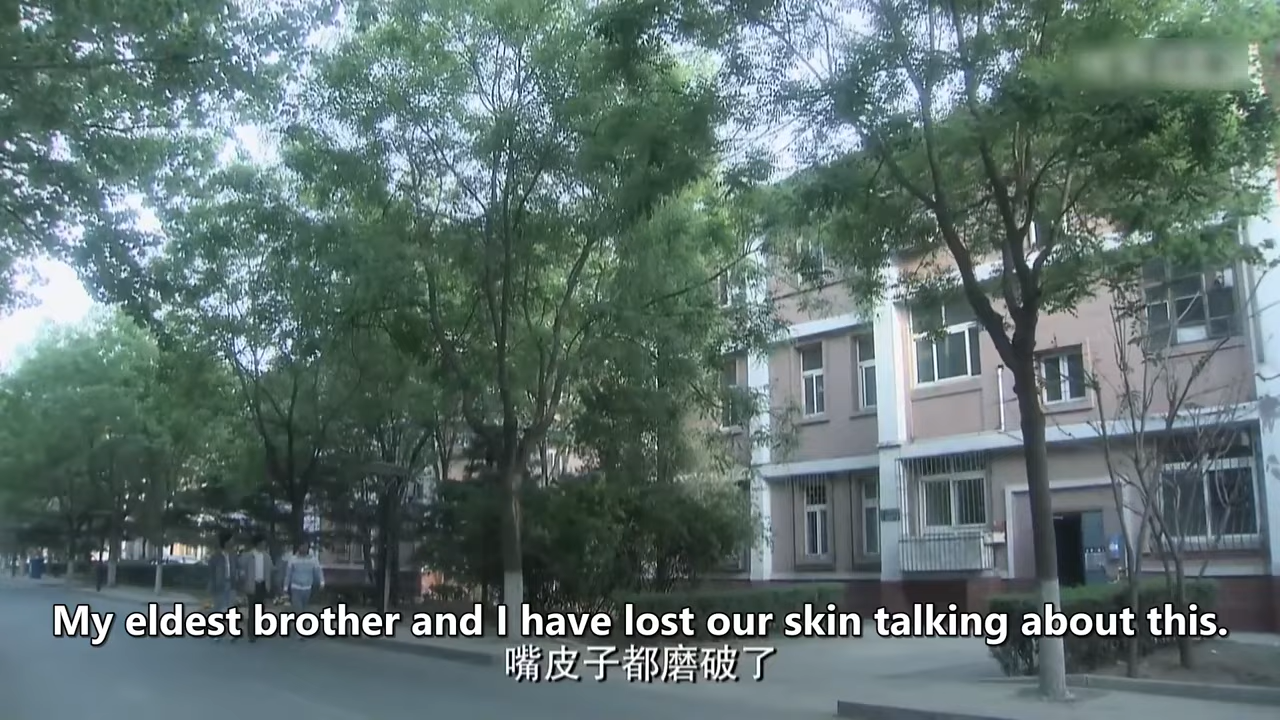 My eldest brother and I have lost our skin talking about this.
嘴皮子都磨破了